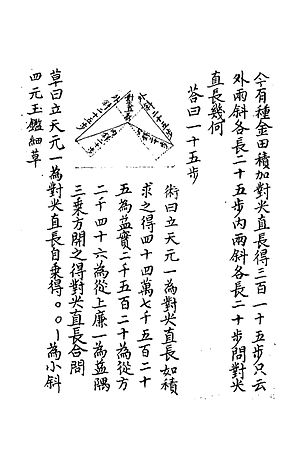 今有種金田積加對尖直長得三百一十五步只云
外兩斜各長二十五步內兩斜各長二十步問對尖
直長幾何
荅曰一十五步
術曰立天元一為對尖直長如積
求之得四十四萬七千五百二十
五為益實二千五百二十為從方
二千四十六為從上廉一為益隅
三乘方開之得對尖直長合問
草曰立天元一為對尖直長自乘得○○丨為小斜
四元玉鑑細草